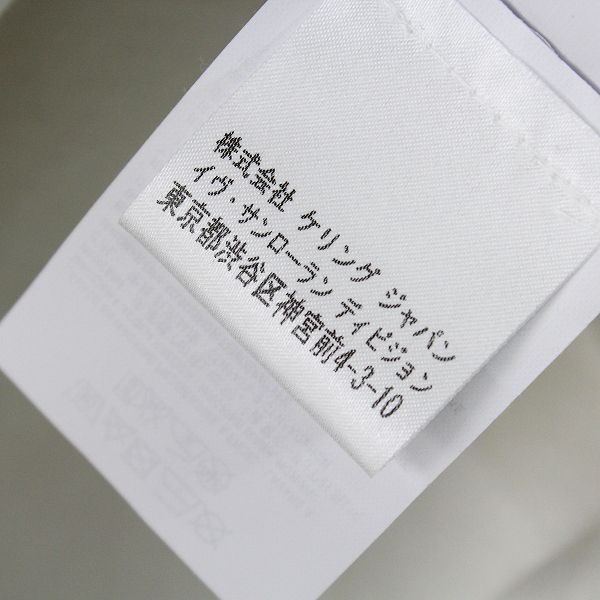 株式会社 ケリング ジャパン
イヴ・サンローラン ディビジョン
東京都渋谷区神宮前4-3-10